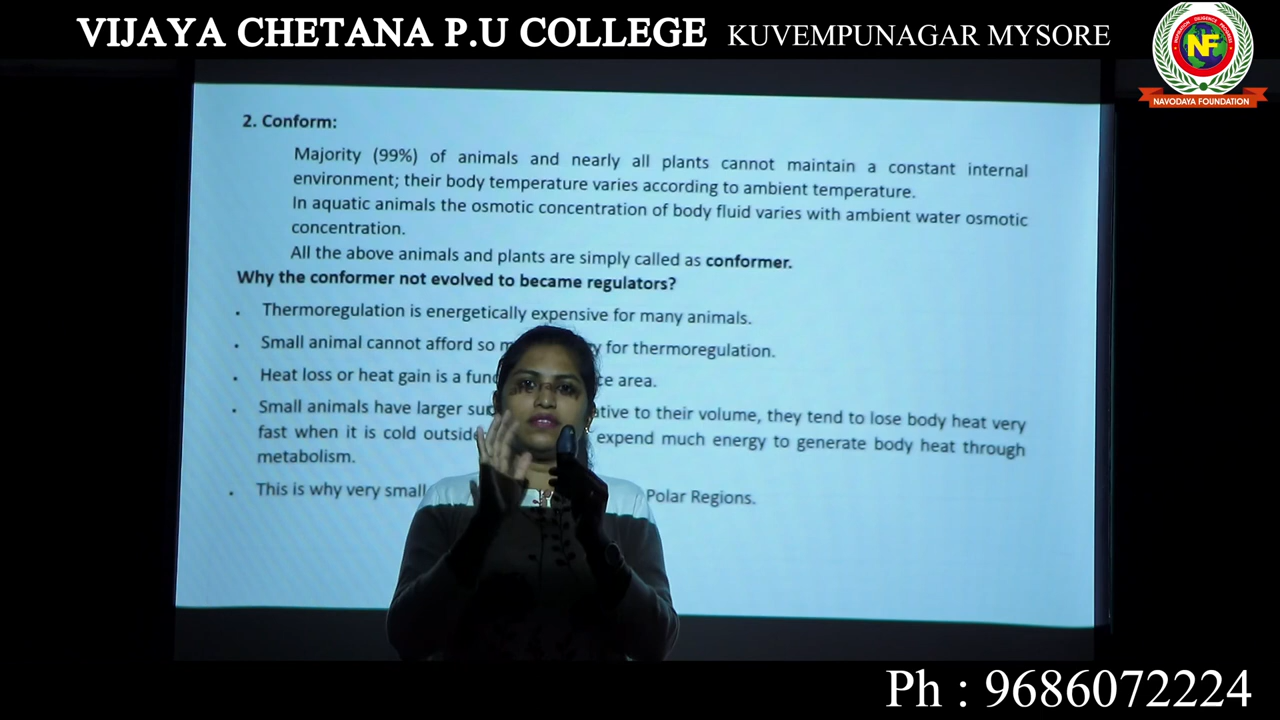 VIJAYA CHETANA P.U COLLEGE KUVEMPUNAGAR MYSORE
NF
NAVODAYA FOUNDATION
2. Conform:
Majority (99%) of animals and nearly all plants cannot maintain a constant internal
environment; their body temperature varies according to ambient temperature.
In aquatic animals the osmotic concentration of body fluid varies with ambient water osmotic
concentration.
All the above animals and plants are simply called as conformer.
Why the conformer not evolved to became regulators?
. Thermoregulation is energetically expensive for many animals.
. Small animal cannot afford so for thermoregulation.
. Heat loss or heat gain is a area.
. Small animals have larger to their volume, they tend to lose body heat very
fast when it is cold outside expend much energy to generate body heat through
metabolism.
. This is why very small Polar Regions.
Ph : 9686072224